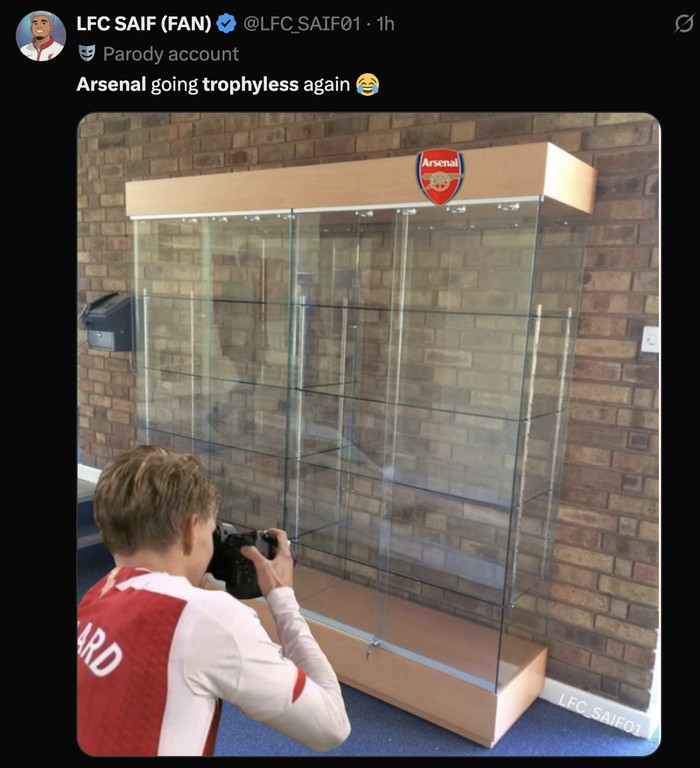 LFC SAIF (FAN) @LFC_SAIF01 · 1h
Parody account
Arsenal going trophyless again 😂
Arsenal
ARD
LFC_SAIF01